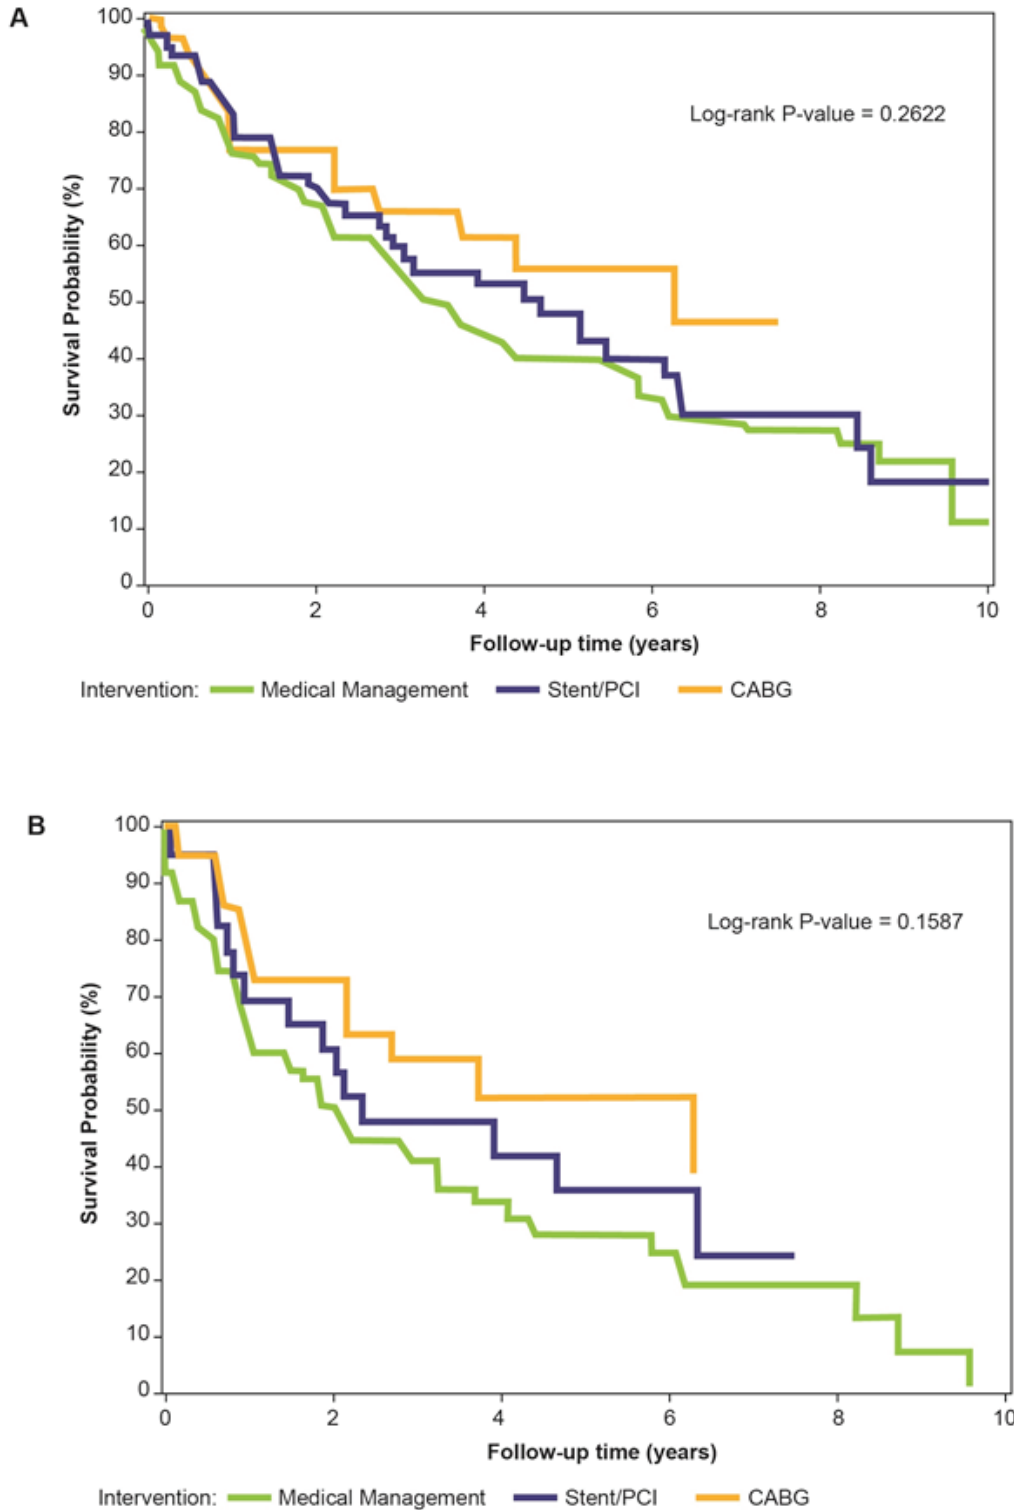 A
100
90
80
70
60
50
40
30
20
10
0
Survival Probability (%)
Log-rank P-value = 0.2622
0 2 4 6 8 10
Follow-up time (years)
Intervention: Medical Management Stent/PCI CABG
B
100
90
80
70
60
50
40
30
20
10
0
Survival Probability (%)
Log-rank P-value = 0.1587
0 2 4 6 8 10
Follow-up time (years)
Intervention: Medical Management Stent/PCI CABG